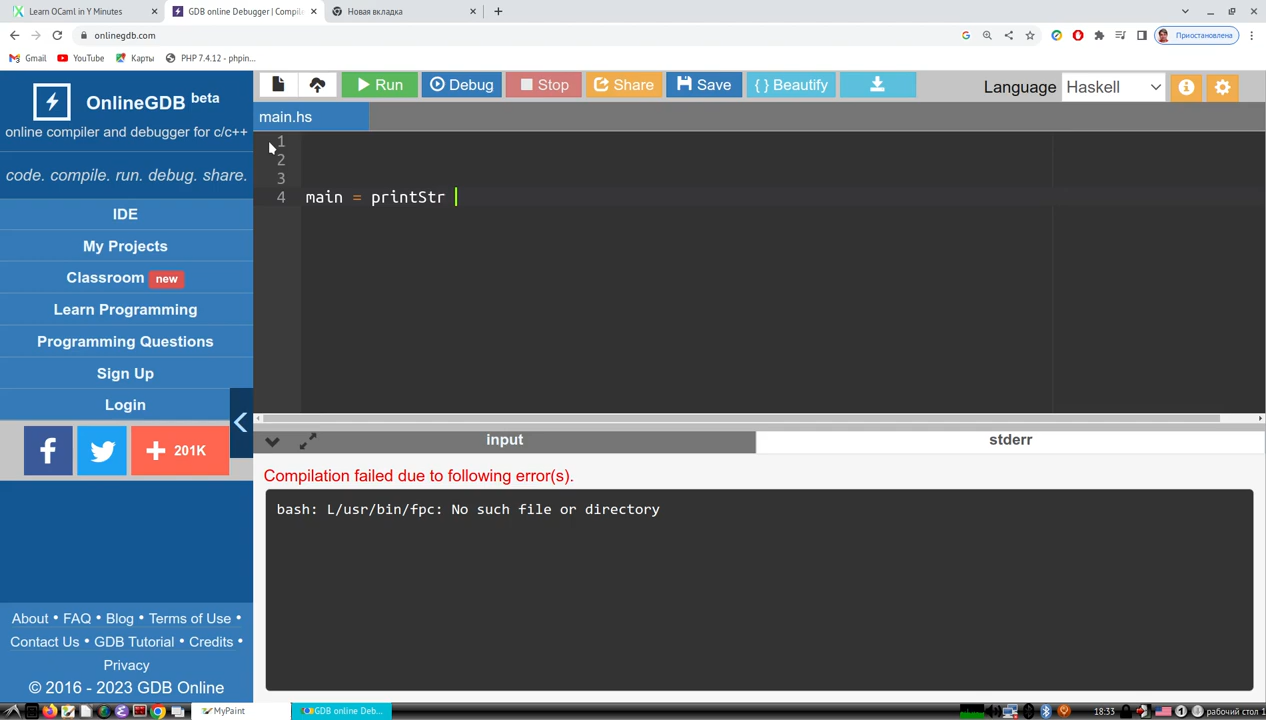 Learn OCaml in Y Minutes
GDB online Debugger | Compile
Новая вкладка
onlinegdb.com
Приостановлена
Gmail
YouTube
Карты
PHP 7.4.12 - phpin...
OnlineGDB beta
online compiler and debugger for c/c++
code. compile. run. debug. share.
IDE
My Projects
Classroom new
Learn Programming
Programming Questions
Sign Up
Login
201K
About • FAQ • Blog • Terms of Use •
Contact Us • GDB Tutorial • Credits •
Privacy
© 2016 - 2023 GDB Online
Run
Debug
Stop
Share
Save
{ } Beautify
Language Haskell
main.hs
1
2
3
4 main = printStr
input
stderr
Compilation failed due to following error(s).
bash: L/usr/bin/fpc: No such file or directory
MyPaint
GDB online Deb...
18:33
рабочий стол 1